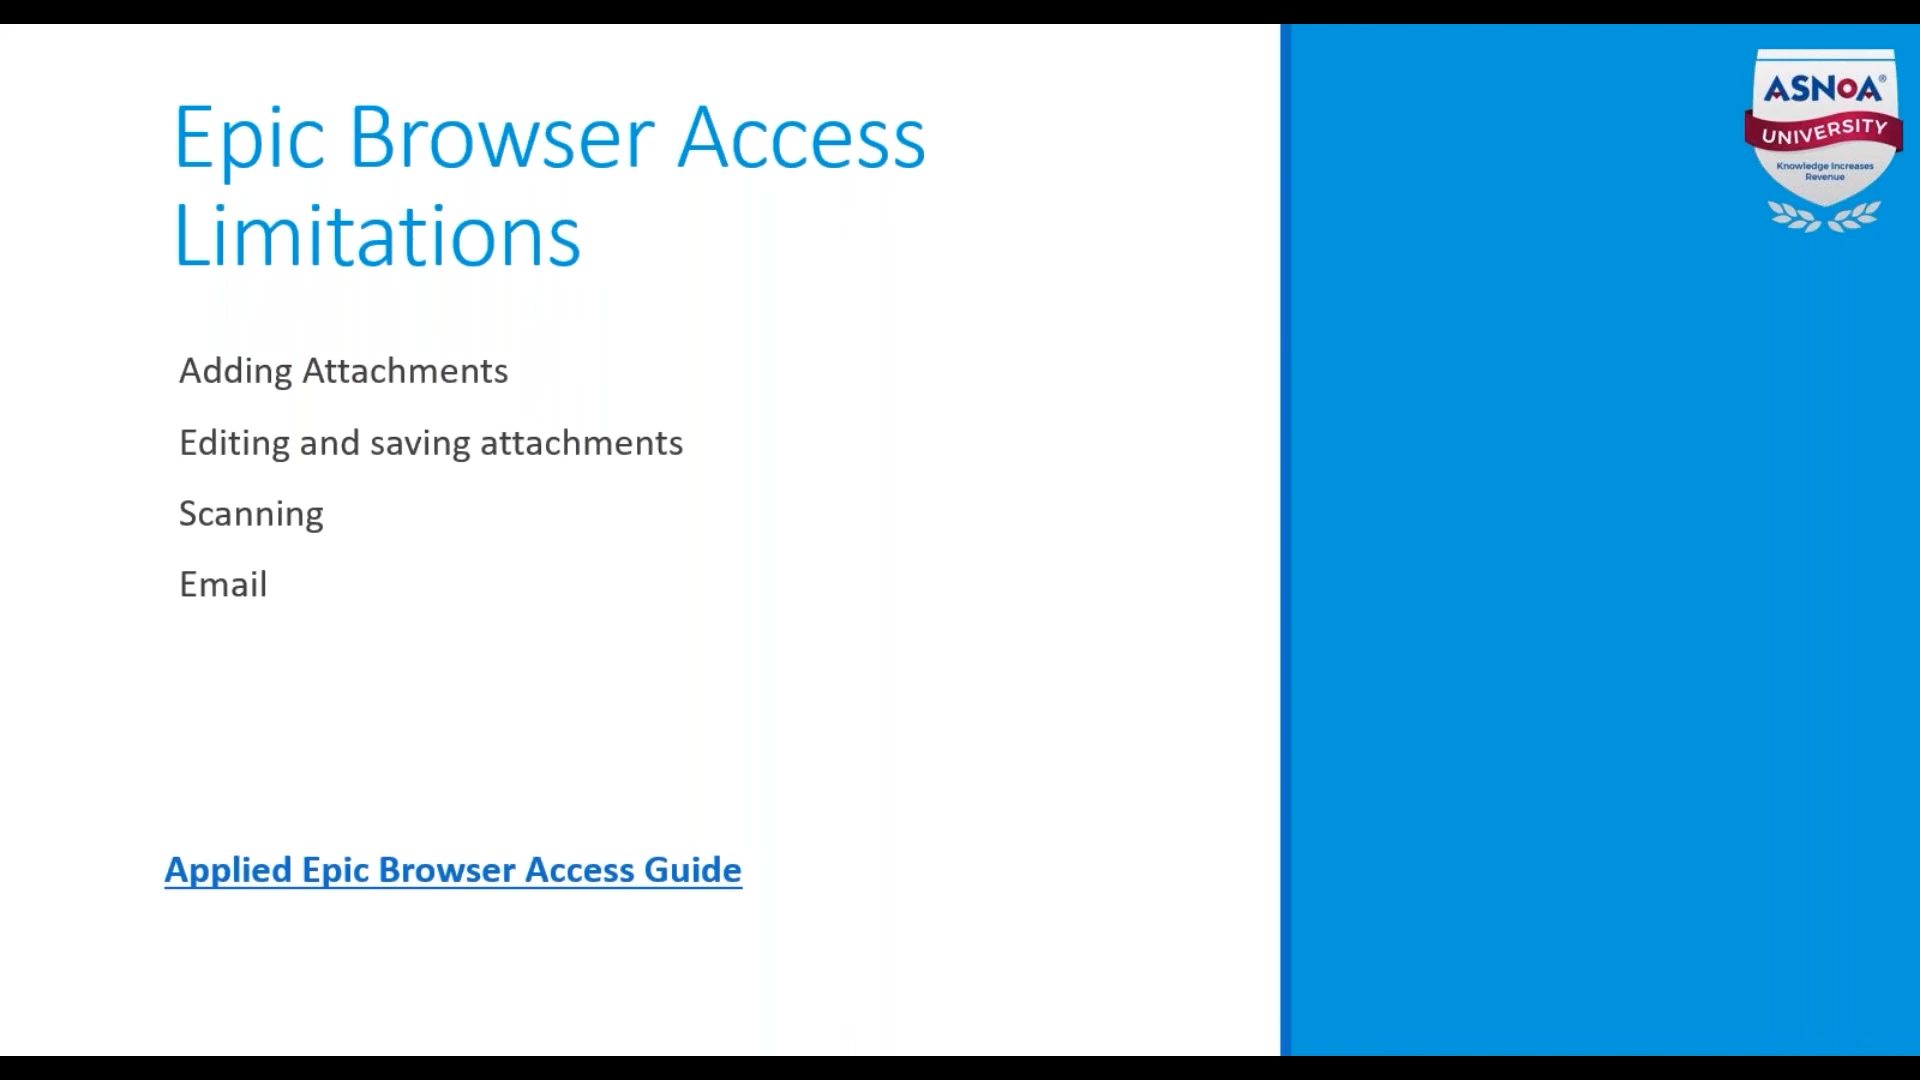 Epic Browser Access
Limitations
Adding Attachments
Editing and saving attachments
Scanning
Email
Applied Epic Browser Access Guide
ASNOA®
UNIVERSITY
Knowledge Increases
Revenue